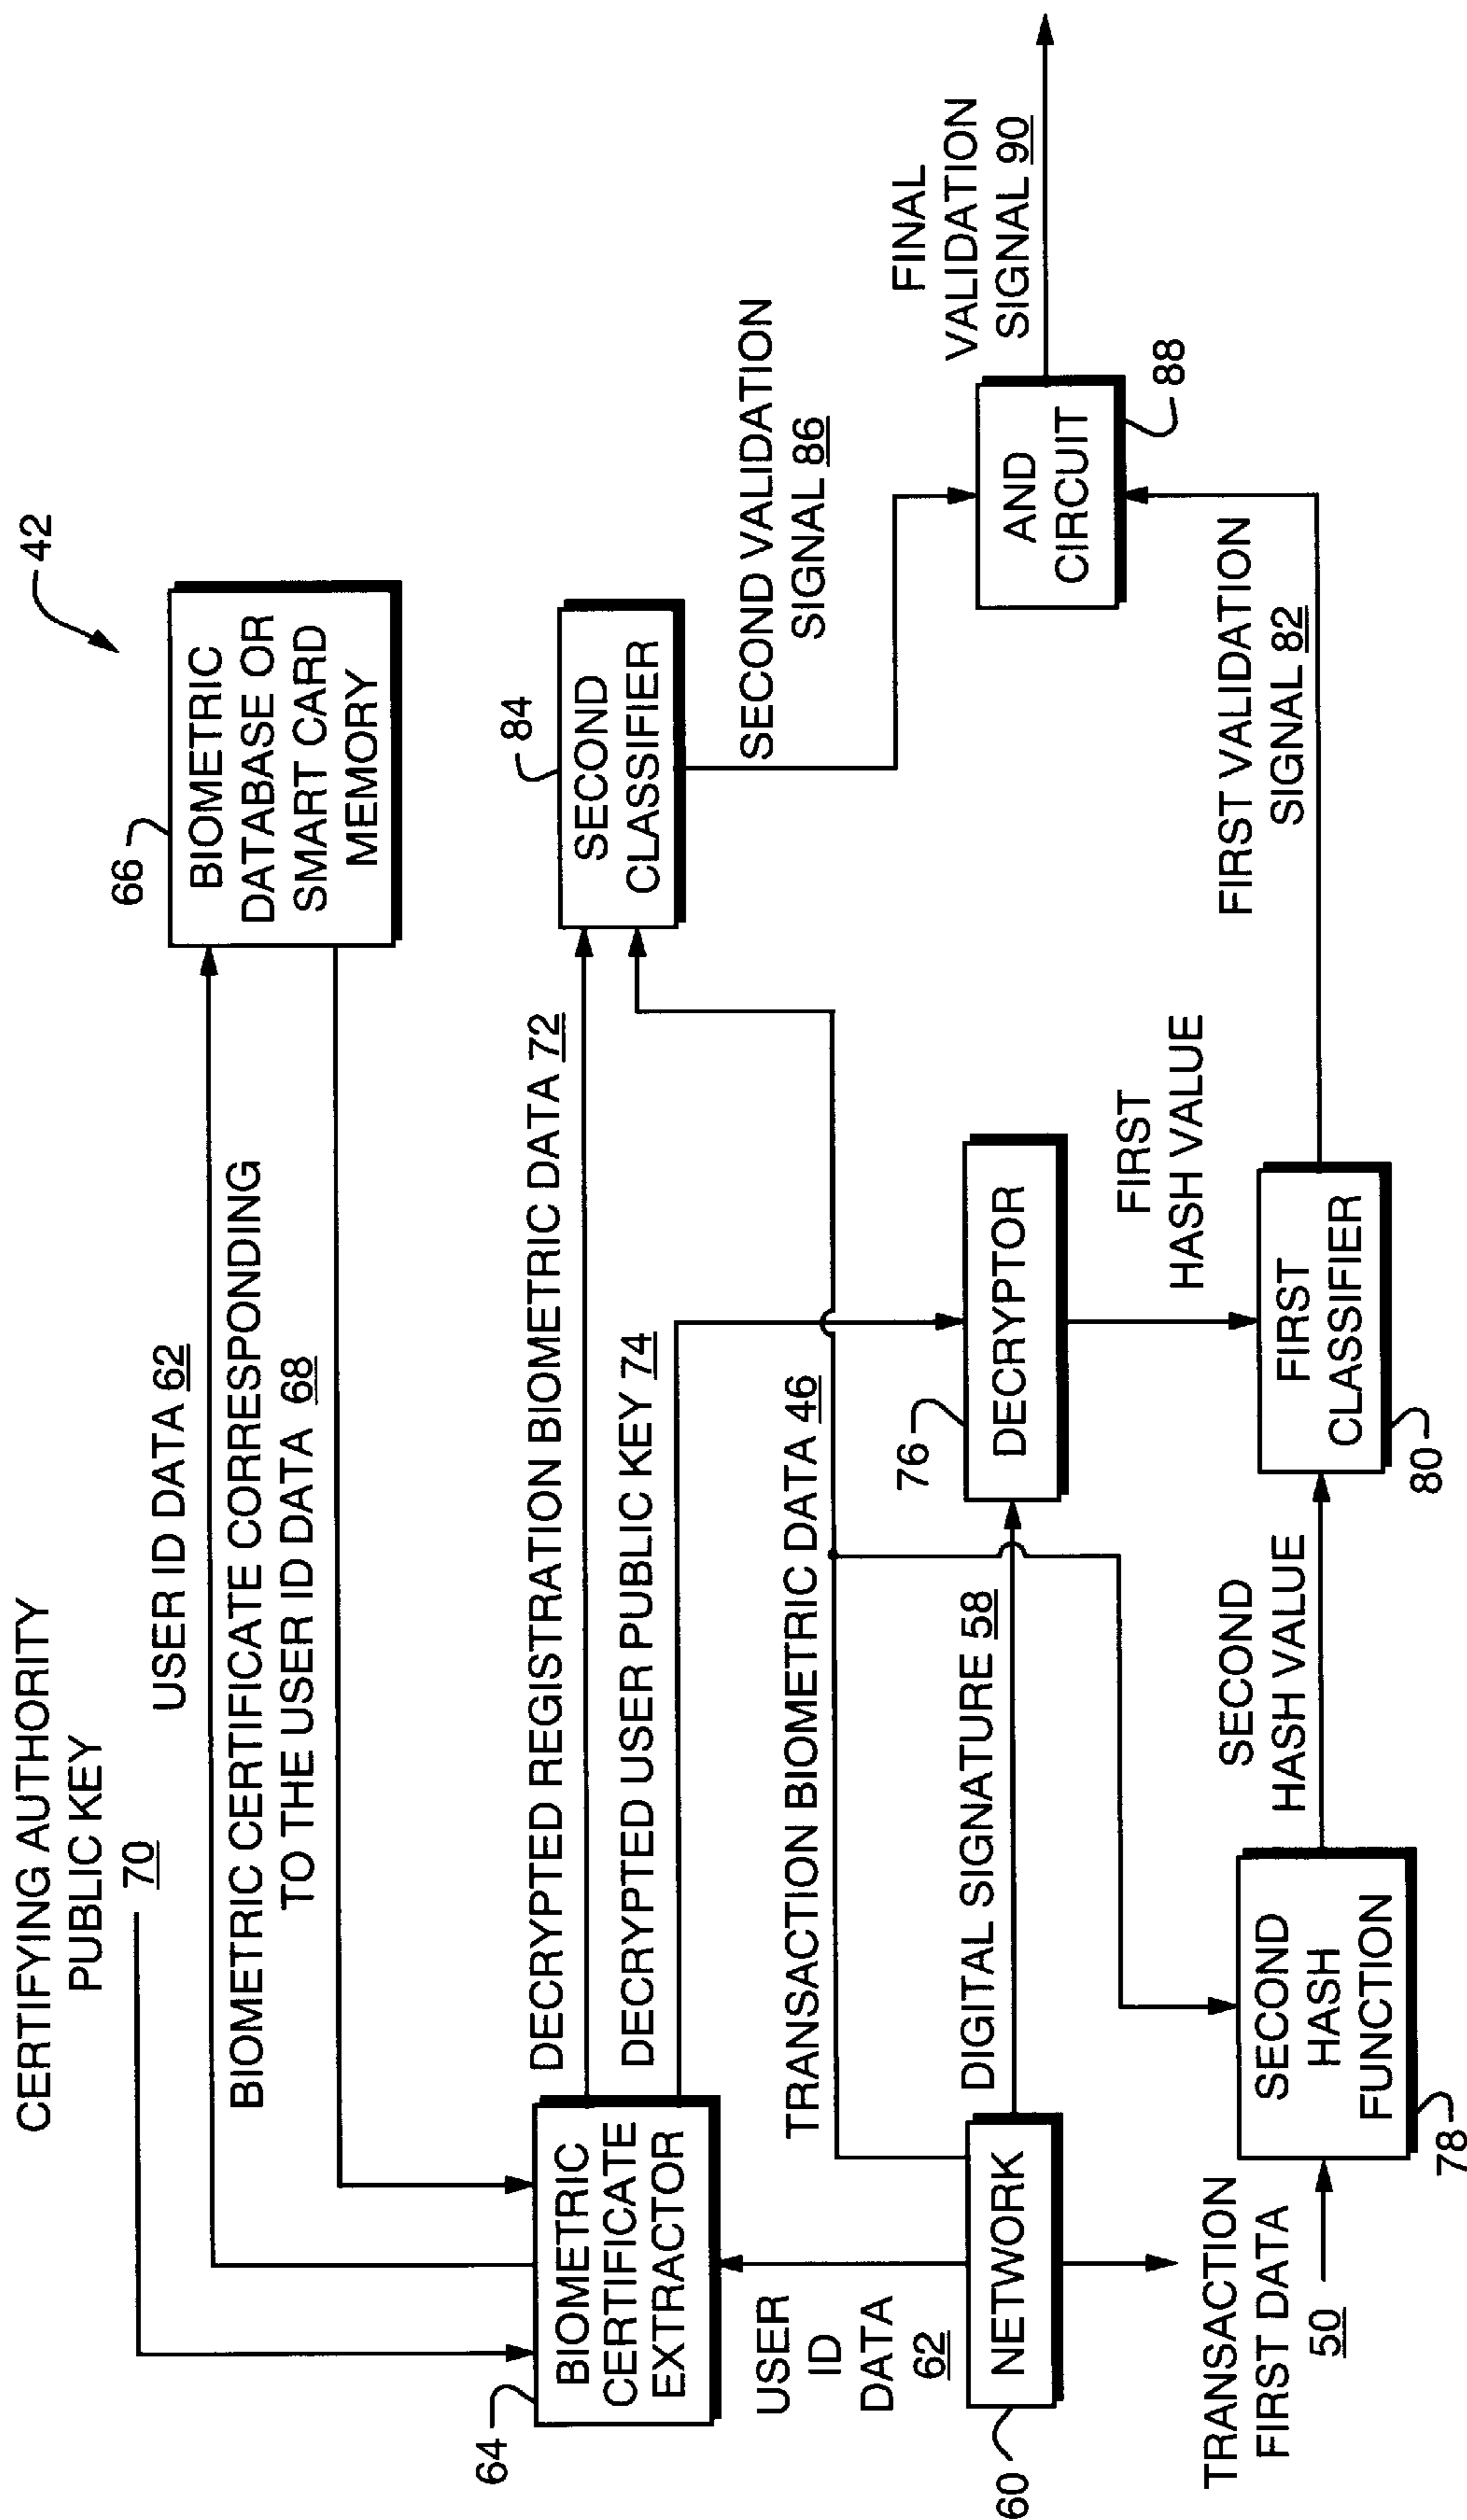 42
CERTIFYING AUTHORITY
PUBLIC KEY
70
USER ID DATA 62
BIOMETRIC CERTIFICATE CORRESPONDING
TO THE USER ID DATA 68
66
BIOMETRIC
DATABASE OR
SMART CARD
MEMORY
64
BIOMETRIC
CERTIFICATE
EXTRACTOR
DECRYPTED REGISTRATION BIOMETRIC DATA 72
DECRYPTED USER PUBLIC KEY 74
84
SECOND
CLASSIFIER
SECOND VALIDATION
SIGNAL 86
USER
ID
DATA
62
TRANSACTION BIOMETRIC DATA 46
FINAL
VALIDATION
SIGNAL 90
60
NETWORK
DIGITAL SIGNATURE 58
76
DECRYPTOR
AND
CIRCUIT
88
FIRST
HASH VALUE
TRANSACTION
FIRST DATA
50
SECOND
HASH
FUNCTION
78
SECOND
HASH VALUE
FIRST
CLASSIFIER
80
FIRST VALIDATION
SIGNAL 82